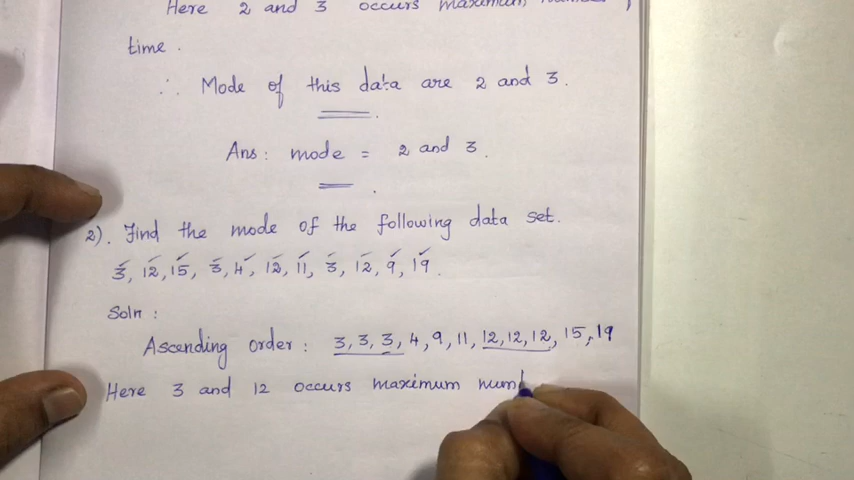 Here 2 and 3 occurs maximum
time.
∴ Mode of this data are 2 and 3.
Ans: mode = 2 and 3.
2). Find the mode of the following data set.
3, 12, 15, 3, 4, 12, 11, 3, 12, 9, 19.
Soln:
Ascending order: 3, 3, 3, 4, 9, 11, 12, 12, 12, 15, 19
Here 3 and 12 occurs maximum num